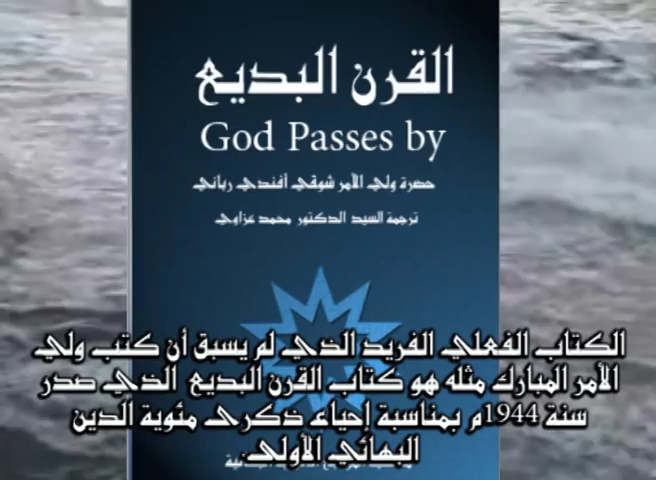 القرن البديع
God Passes by
حضرة ولي الأمر شوقي أفندي رباني
ترجمة السيد الدكتور محمد عزاوي
الكتاب الفعلي الفريد الذي لم يسبق أن كتب ولي
الأمر المبارك مثله هو كتاب القرن البديع الذي صدر
سنة 1944م بمناسبة إحياء ذكرى مئوية الدين
البهائي الأولى.